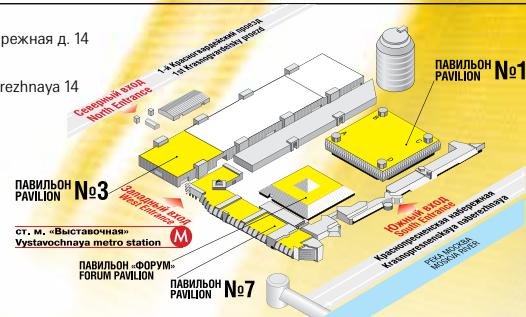 режная д. 14
rezhnaya 14
1-й Красногвардейский проезд
1st Krasnogvardeisky proezd
Северный вход
North Entrance
ПАВИЛЬОН
PAVILION №1
ПАВИЛЬОН
PAVILION №3
Западный вход
West Entrance
ст. м. «Выставочная»
Vystavochnaya metro station
М
Южный вход
South Entrance
Краснопресненская набережная
Krasnopresnenskaya naberezhnaya
РЕКА МОСКВА
MOSKVA RIVER
ПАВИЛЬОН «ФОРУМ»
FORUM PAVILION
ПАВИЛЬОН
PAVILION №7